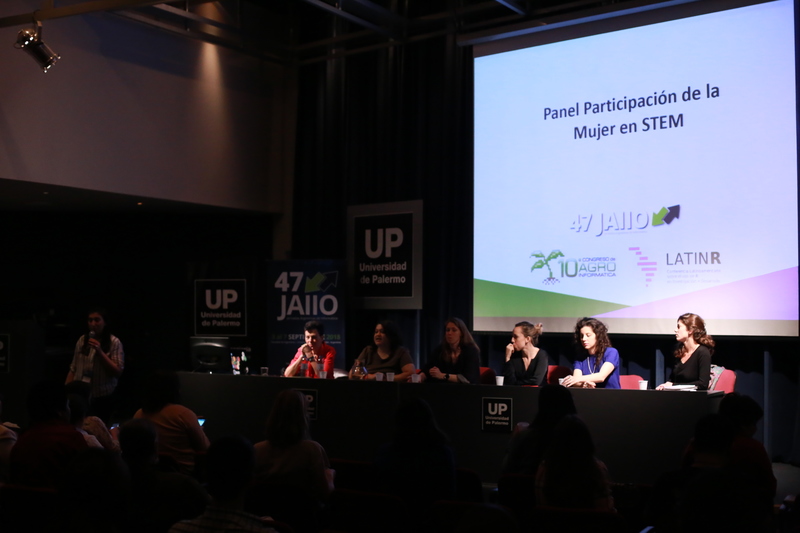 Panel Participación de la
Mujer en STEM
47 JAIIO
10 CONGRESO de
AGRO
INFORMATICA
LATINR
UP
Universidad
de Palermo
47
JAIIO
UP
Universidad
de Palermo
UP